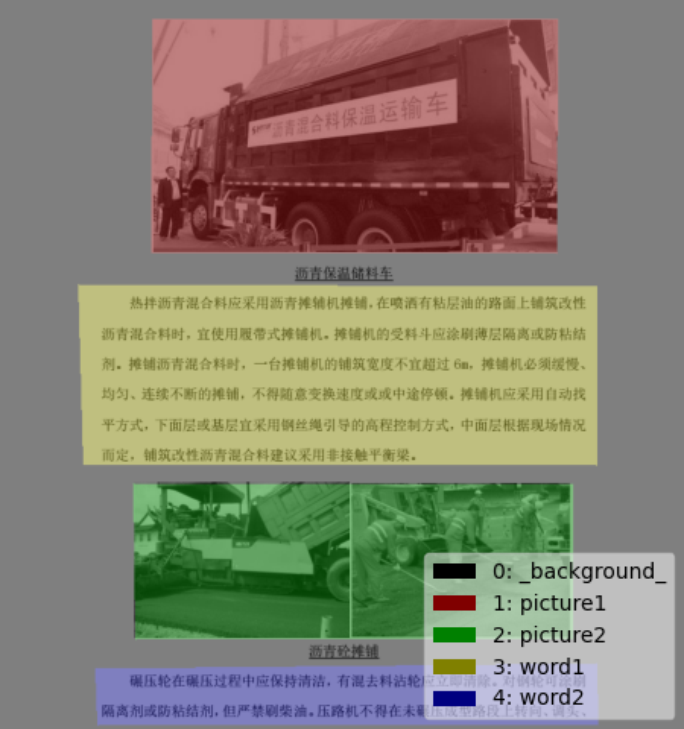 沥青混合料保温运输车
沥青保温储料车
热拌沥青混合料应采用沥青摊铺机摊铺,在喷洒有粘层油的路面上铺筑改性
沥青混合料时,宜使用履带式摊铺机。摊铺机的受料斗应涂刷薄层隔离或防粘结
剂。摊铺沥青混合料时,一台摊铺机的铺筑宽度不宜超过 6m,摊铺机必须缓慢、
均匀、连续不断的摊铺,不得随意变换速度或或中途停顿。摊铺机应采用自动找
平方式,下面层或基层宜采用钢丝绳引导的高程控制方式,中面层根据现场情况
而定,铺筑改性沥青混合料建议采用非接触平衡梁。
沥青砼摊铺
碾压轮在碾压过程中应保持清洁,有混去料沾轮应立即清除。对钢轮可涂刷
隔离剂或防粘结剂,但严禁刷柴油。压路机不得在未碾压成型路段上转向、调头、
0: _background_
1: picture1
2: picture2
3: word1
4: word2